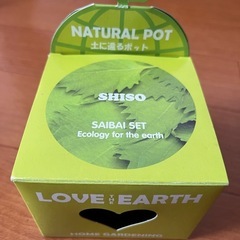 NATURAL POT
土に還るポット
SHISO
SAIBAI SET
Ecology for the earth
LOVE THE EARTH
HOME GARDENING